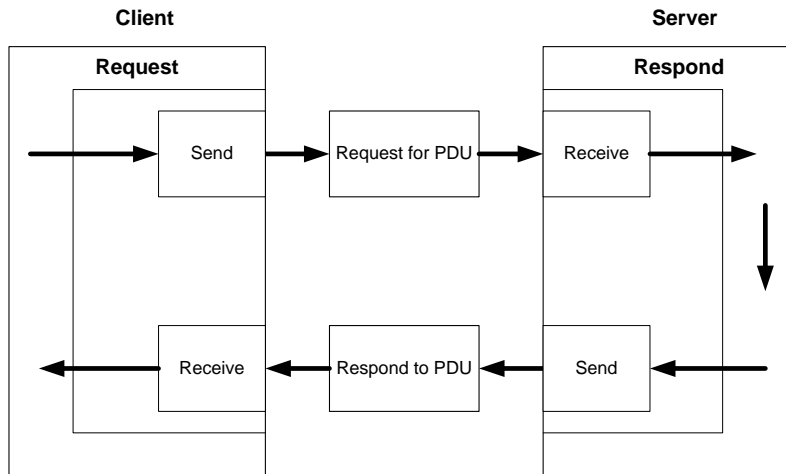 Client
Server
Request
Respond
Send
Request for PDU
Receive
Receive
Respond to PDU
Send